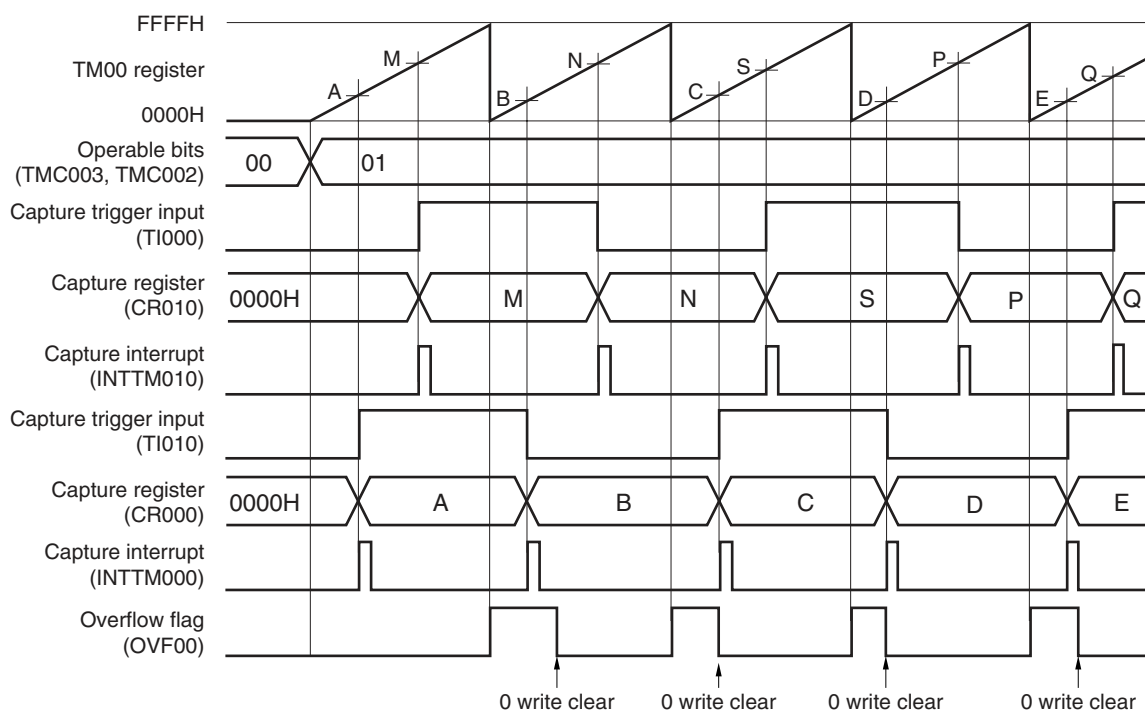 FFFFH
TM00 register
0000H
A M B N C S D P E Q
Operable bits
(TMC003, TMC002)
00 01
Capture trigger input
(TI000)
Capture register
(CR010)
0000H M N S P Q
Capture interrupt
(INTTM010)
Capture trigger input
(TI010)
Capture register
(CR000)
0000H A B C D E
Capture interrupt
(INTTM000)
Overflow flag
(OVF00)
0 write clear 0 write clear 0 write clear 0 write clear